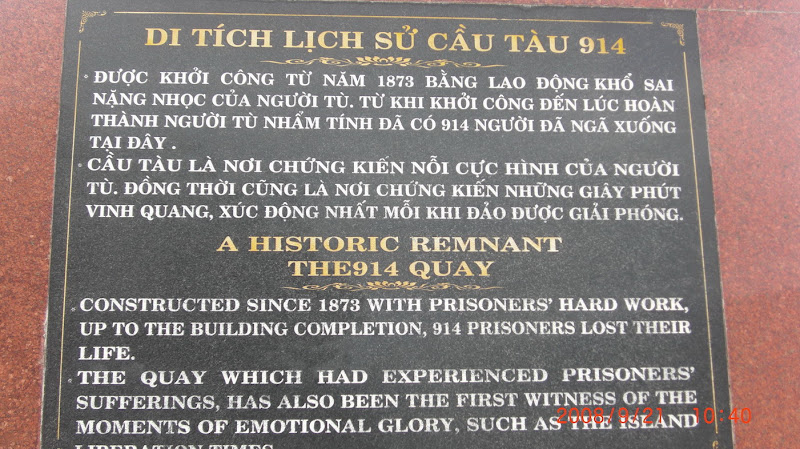 DI TÍCH LỊCH SỬ CẦU TÀU 914
ĐƯỢC KHỞI CÔNG TỪ NĂM 1873 BẰNG LAO ĐỘNG KHỔ SAI
NẶNG NHỌC CỦA NGƯỜI TÙ. TỪ KHI KHỞI CÔNG ĐẾN LÚC HOÀN
THÀNH NGƯỜI TÙ NHẨM TÍNH ĐÃ CÓ 914 NGƯỜI ĐÃ NGÃ XUỐNG
TẠI ĐÂY .
CẦU TÀU LÀ NƠI CHỨNG KIẾN NỖI CỰC HÌNH CỦA NGƯỜI
TÙ. ĐỒNG THỜI CŨNG LÀ NƠI CHỨNG KIẾN NHỮNG GIÂY PHÚT
VINH QUANG, XÚC ĐỘNG NHẤT MỖI KHI ĐẢO ĐƯỢC GIẢI PHÓNG.
A HISTORIC REMNANT
THE914 QUAY
CONSTRUCTED SINCE 1873 WITH PRISONERS' HARD WORK,
UP TO THE BUILDING COMPLETION, 914 PRISONERS LOST THEIR
LIFE.
THE QUAY WHICH HAD EXPERIENCED PRISONERS'
SUFFERINGS, HAS ALSO BEEN THE FIRST WITNESS OF THE
MOMENTS OF EMOTIONAL GLORY, SUCH AS THE ISLAND
LIBERATION TIMES.
2008/9/21 10:40